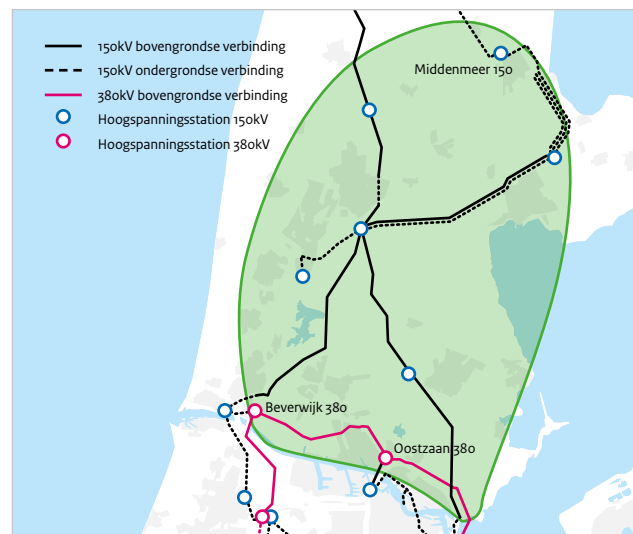 150kV bovengrondse verbinding
150kV ondergrondse verbinding
380kV bovengrondse verbinding
Hoogspanningsstation 150kV
Hoogspanningsstation 380kV
Middenmeer 150
Beverwijk 380
Oostzaan 380